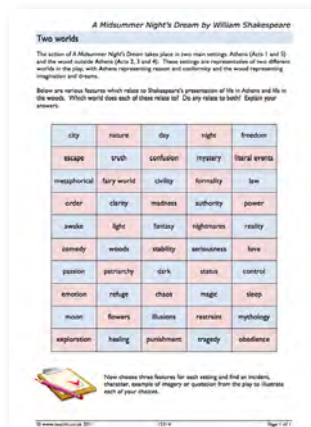 A Midsummer Night's Dream by William Shakespeare
Two worlds
The action of A Midsummer Night's Dream takes place in two main settings: Athens (Acts 1 and 5)
and the wood outside Athens (Acts 2, 3 and 4). These settings are representative of two different
worlds in the play, with Athens representing reason and conformity and the wood representing
imagination and dreams.
Below are various features which relate to Shakespeare's presentation of life in Athens and life in
the woods. Which world does each of these relate to? Do any relate to both? Explain your
answers.
city nature day night freedom
escape truth confusion mystery literal events
metaphorical fairy world civility formality law
order clarity madness authority power
awake light fantasy nightmares reality
comedy woods stability seriousness love
passion patriarchy dark status control
emotion refuge chaos magic sleep
moon flowers illusions restraint mythology
exploration healing punishment tragedy obedience
Now choose three features for each setting and find an incident,
character, example of imagery or quotation from the play to illustrate
each of your choices.
© www.teachit.co.uk 2011
Page 1 of 1